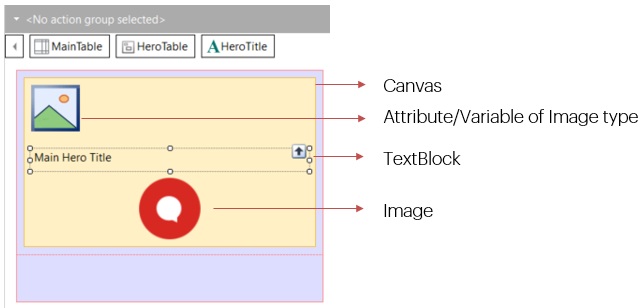 <No action group selected>
MainTable HeroTable A HeroTitle
Canvas
Attribute/Variable of Image type
Main Hero Title
TextBlock
Image